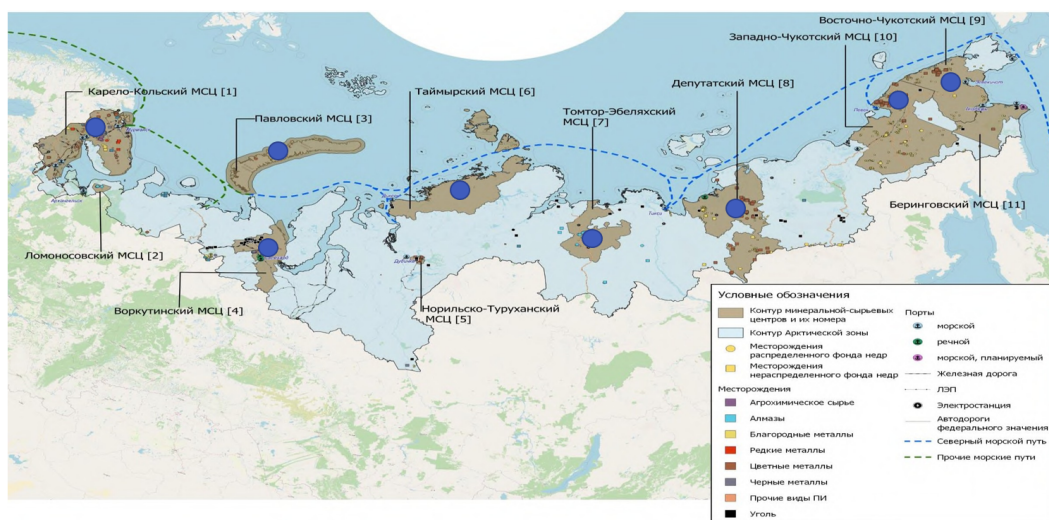 Восточно-Чукотский МСЦ [9]
Западно-Чукотский МСЦ [10]
Депутатский МСЦ [8]
Карело-Кольский МСЦ [1]
Таймырский МСЦ [6]
Томтор-Эбеляхский
МСЦ [7]
Павловский МСЦ [3]
Беринговский МСЦ [11]
Ломоносовский МСЦ [2]
Воркутинский МСЦ [4]
Норильско-Туруханский
МСЦ [5]
Условные обозначения
Контур минеральной-сырьевых
центров и их номера
Контур Арктической зоны
Месторождения
распределенного фонда недр
Месторождения
нераспределенного фонда недр
Месторождения
Агрохимическое сырье
Алмазы
Благородные металлы
Редкие металлы
Цветные металлы
Черные металлы
Прочие виды ПИ
Уголь
Порты
морской
речной
морской, планируемый
Железная дорога
ЛЭП
Электростанция
Автодороги
федерального значения
Северный морской путь
Прочие морские пути